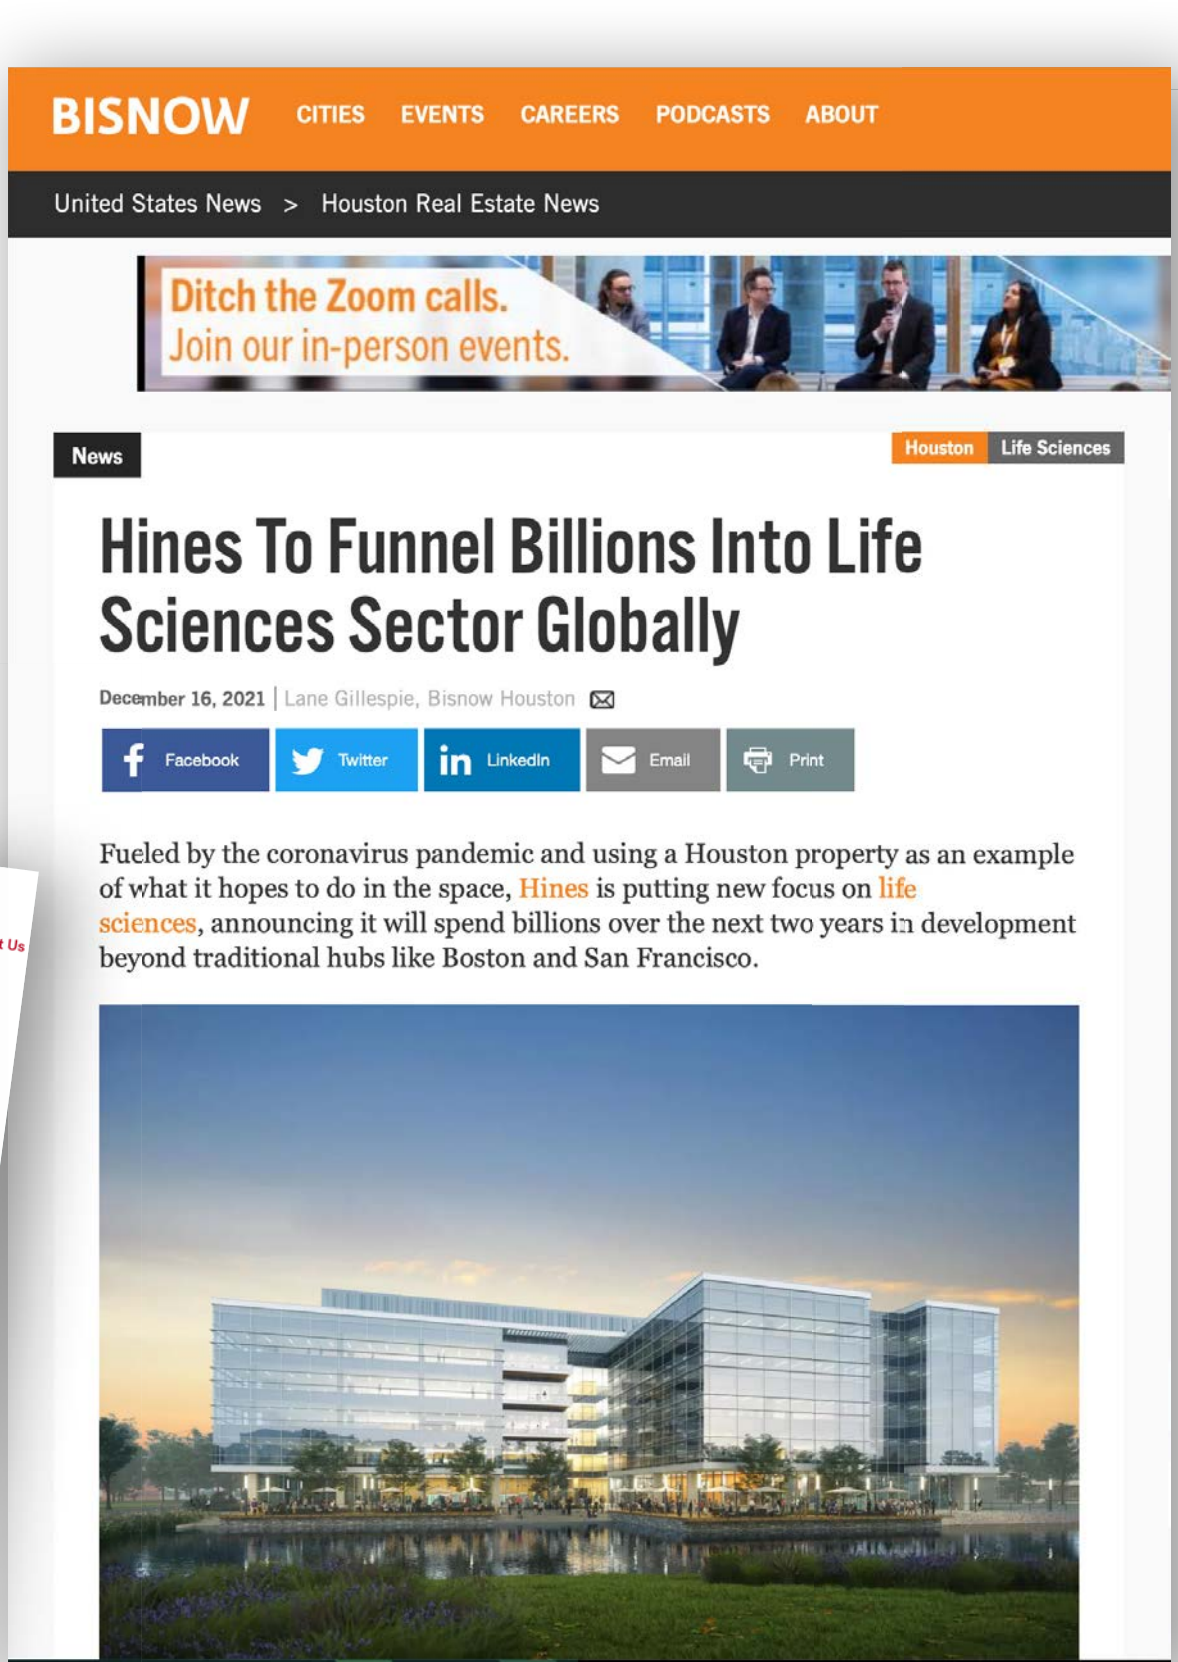 BISNOW CITIES EVENTS CAREERS PODCASTS ABOUT
United States News > Houston Real Estate News
Ditch the Zoom calls.
Join our in-person events.
News
Houston Life Sciences
Hines To Funnel Billions Into Life
Sciences Sector Globally
December 16, 2021 | Lane Gillespie, Bisnow Houston
Facebook Twitter LinkedIn Email Print
Fueled by the coronavirus pandemic and using a Houston property as an example
of what it hopes to do in the space, Hines is putting new focus on life
sciences, announcing it will spend billions over the next two years in development
beyond traditional hubs like Boston and San Francisco.
t Us